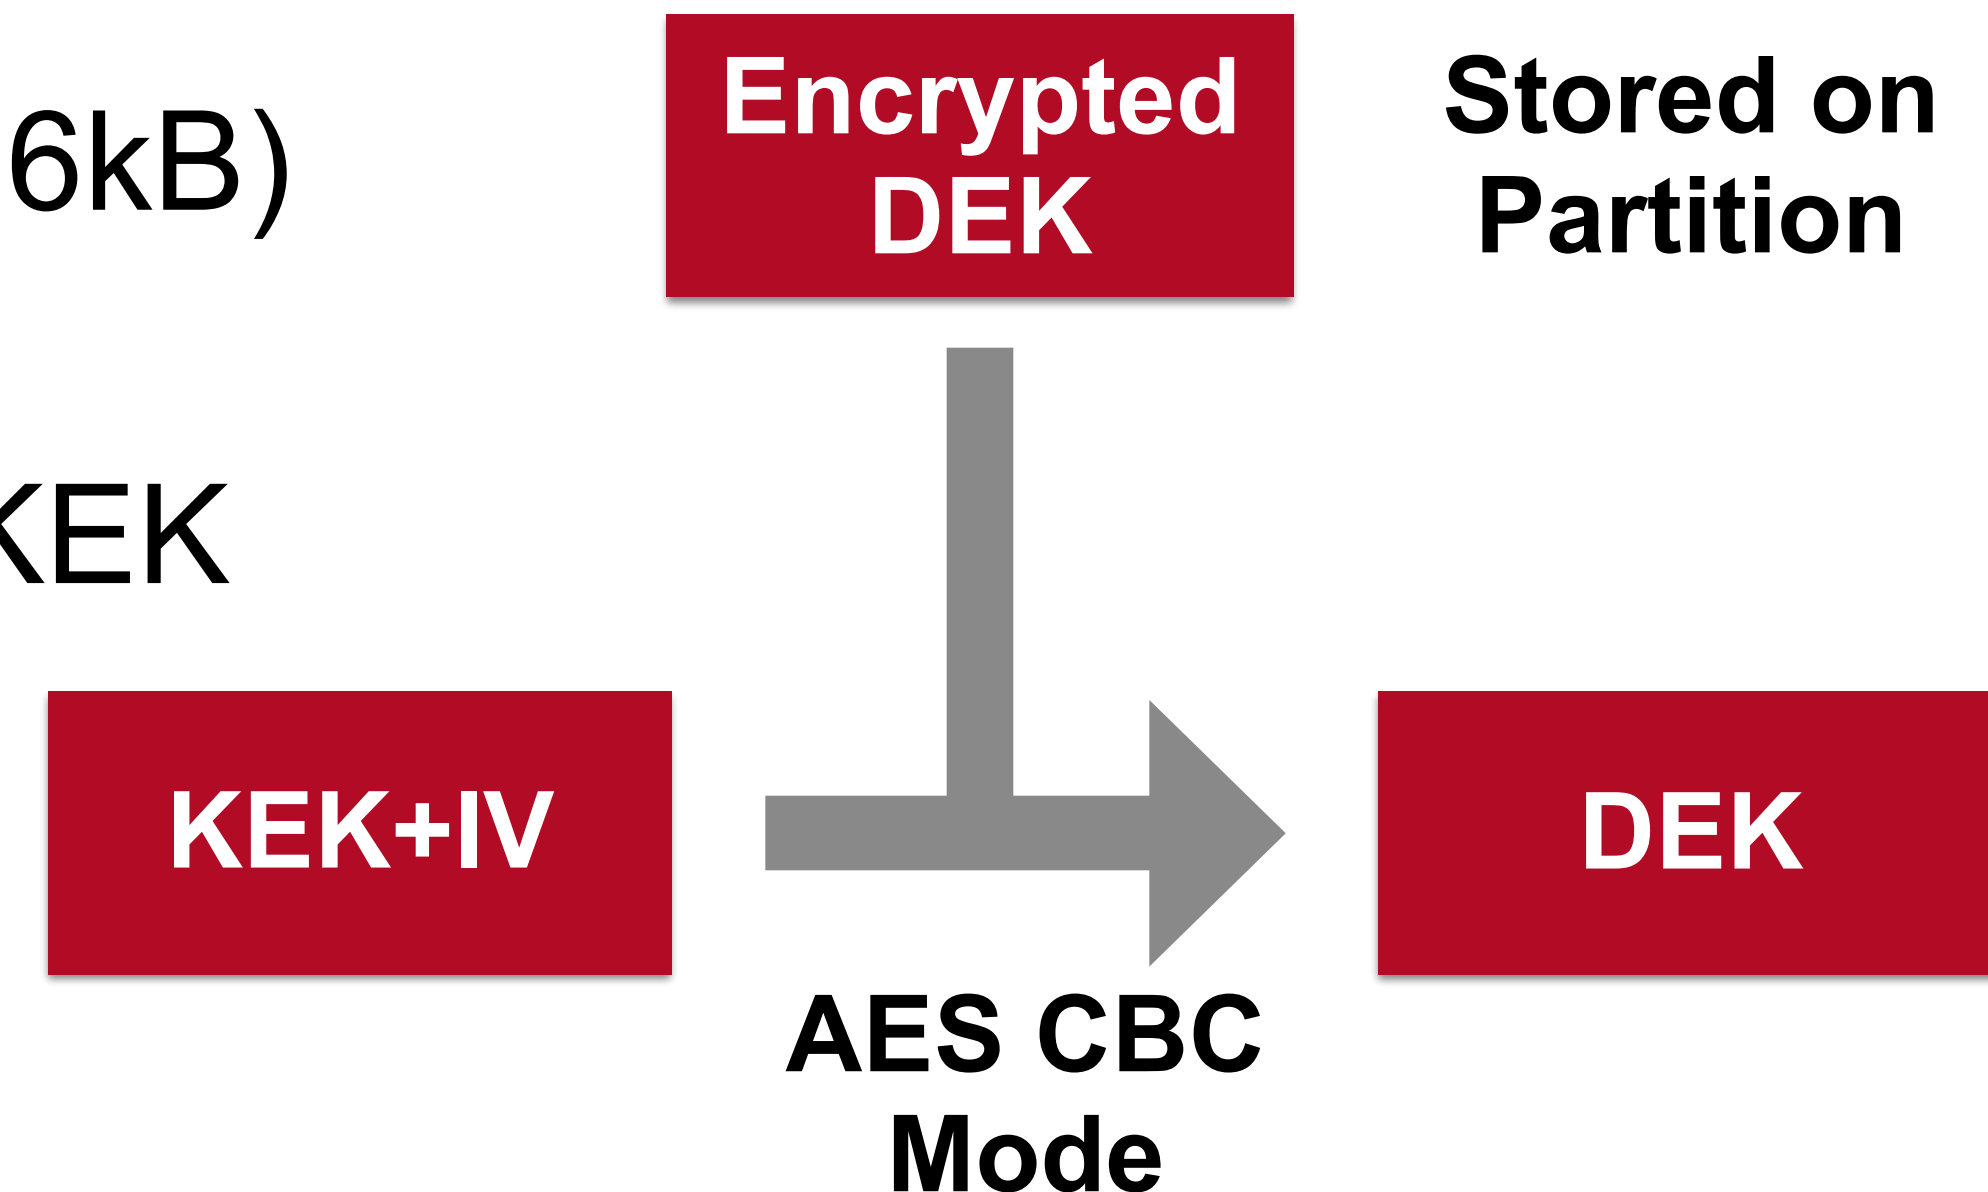 6kB)
Encrypted
DEK
Stored on
Partition
KEK
KEK+IV
DEK
AES CBC
Mode